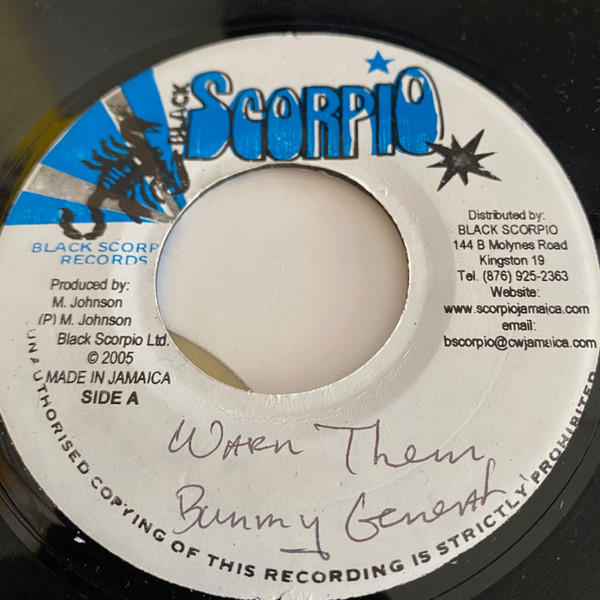 BLACK
SCORPIO
BLACK SCORP
RECORDS
Produced by:
M. Johnson
(P) M. Johnson
Black Scorpio Ltd.
© 2005
MADE IN JAMAICA
SIDE A
Distributed by:
BLACK SCORPIO
144 B Molynes Road
Kingston 19
Tel. (876) 925-2363
Website:
www.scorpiojamaica.com
email:
bscorpio@cwjamaica.com
Warn Them
Bunny General
UNAUTHORISED COPYING OF THIS RECORDING IS STRICTLY PROHIBITED